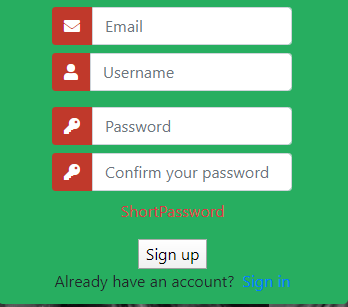 Email
Username
Password
Confirm your password
ShortPassword
Sign up
Already have an account? Sign in